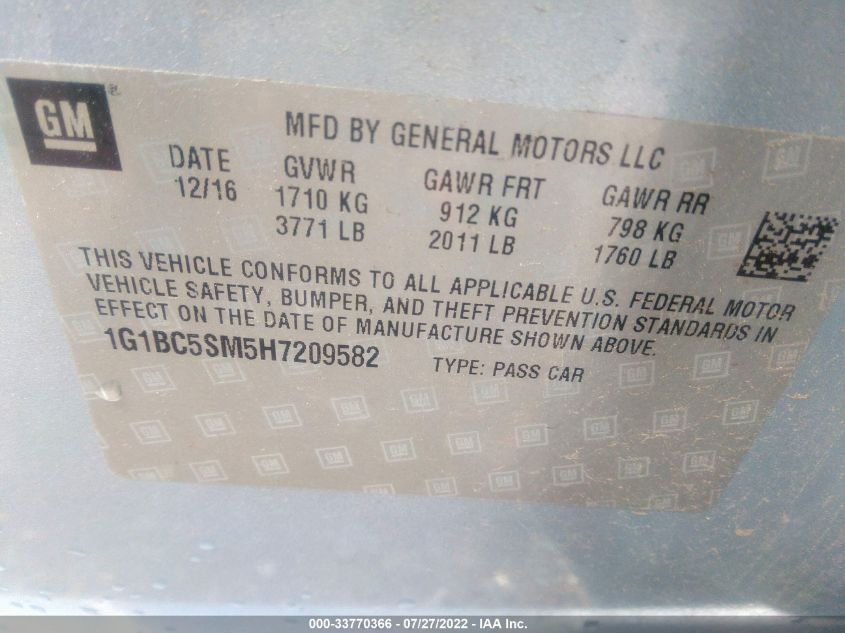 GM
MFD BY GENERAL MOTORS LLC
DATE GVWR GAWR FRT GAWR RR
12/16 1710 KG 912 KG 798 KG
3771 LB 2011 LB 1760 LB
THIS VEHICLE CONFORMS TO ALL APPLICABLE U.S. FEDERAL MOTOR
VEHICLE SAFETY, BUMPER, AND THEFT PREVENTION STANDARDS IN
EFFECT ON THE DATE OF MANUFACTURE SHOWN ABOVE.
1G1BC5SM5H7209582 TYPE: PASS CAR
000-33770366 - 07/27/2022 - IAA Inc.